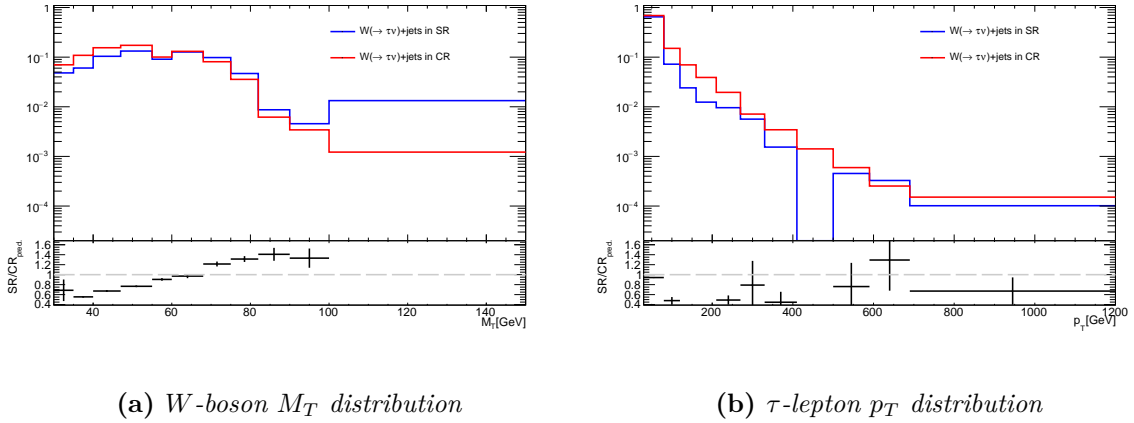 1
10⁻¹
10⁻²
10⁻³
10⁻⁴
W(→ τν)+jets in SR
W(→ τν)+jets in CR
SR/CR_pred.
1.6
1.4
1.2
1
0.8
0.6
0.4
40 60 80 100 120 140
M_T[GeV]
1
10⁻¹
10⁻²
10⁻³
10⁻⁴
W(→ τν)+jets in SR
W(→ τν)+jets in CR
SR/CR_pred.
1.6
1.4
1.2
1
0.8
0.6
0.4
200 400 600 800 1000 1200
p_T[GeV]
(a) W-boson M_T distribution
(b) τ-lepton p_T distribution